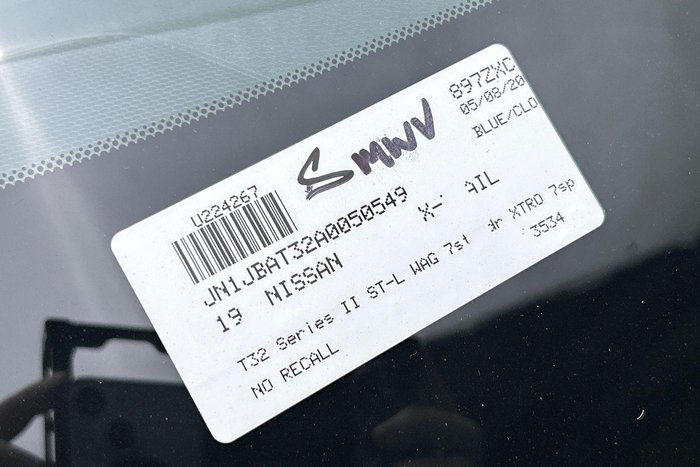 U224267 SMWV 897ZXC
05/08/20
JN1JBAT32A0050549 BLUE/CLO
19 NISSAN X- AIL
T32 Series II ST-L WAG 7st XTRO 7sp
NO RECALL 3534